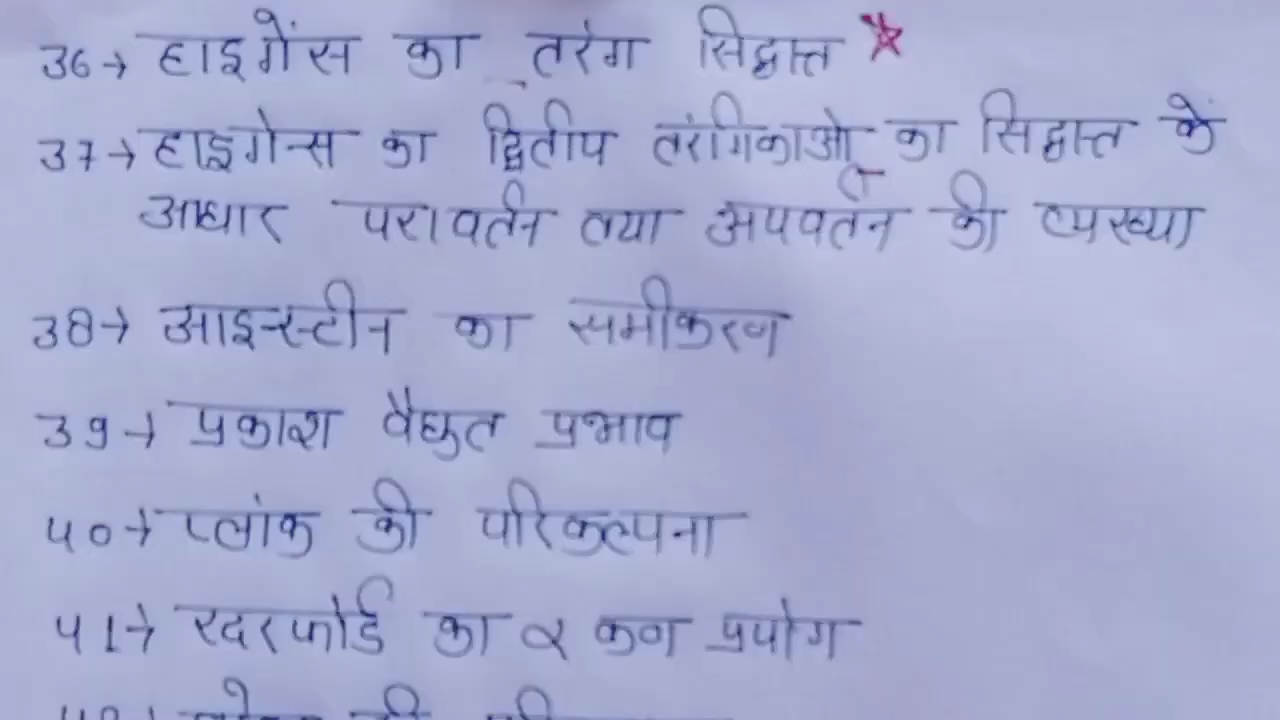 36→ हाइगेंस का तरंग सिद्धान्त
37→ हाइगेन्स का द्वितीय तरंगिकाओ का सिद्धान्त के
आधार परावर्तन तथा अपवर्तन की व्यख्या
38→ आइन्स्टीन का समीकरण
39→ प्रकाश वैधुत प्रभाव
40→ प्लांक की परिकल्पना
41→ रदरफोर्ड का α कण प्रयोग